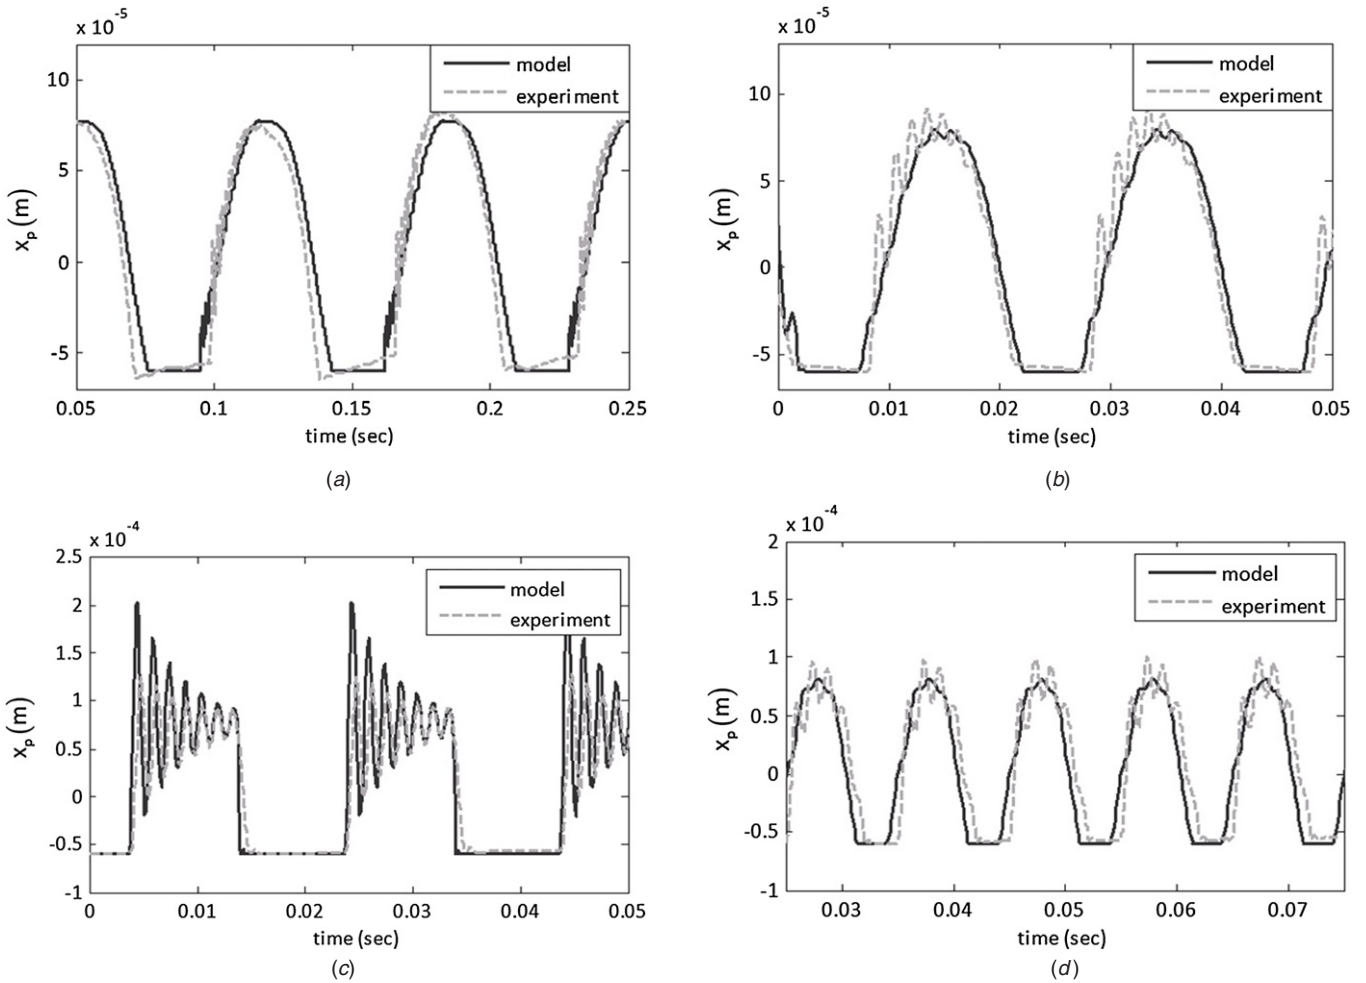 x 10^-5
10
5
0
-5
x_p (m)
model
experiment
0.05 0.1 0.15 0.2 0.25
time (sec)
(a)
x 10^-5
10
5
0
-5
x_p (m)
model
experiment
0 0.01 0.02 0.03 0.04 0.05
time (sec)
(b)
x 10^-4
2.5
2
1.5
1
0.5
0
-0.5
-1
x_p (m)
model
experiment
0 0.01 0.02 0.03 0.04 0.05
time (sec)
(c)
x 10^-4
2
1.5
1
0.5
0
-0.5
-1
x_p (m)
model
experiment
0.03 0.04 0.05 0.06 0.07
time (sec)
(d)